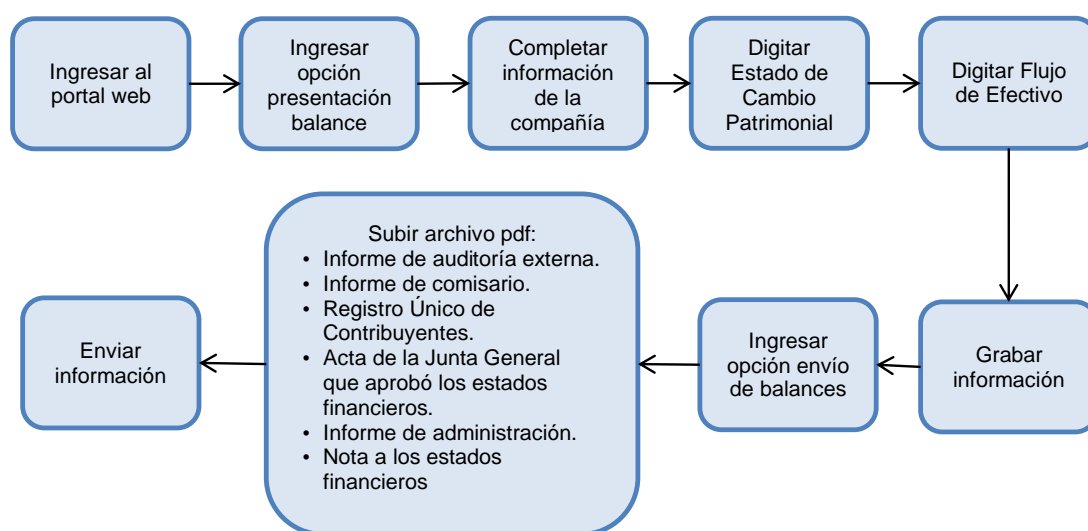 Ingresar al
portal web
Ingresar
opción
presentación
balance
Completar
información
de la
compañía
Digitar
Estado de
Cambio
Patrimonial
Digitar Flujo
de Efectivo
Grabar
información
Ingresar
opción envío
de balances
Subir archivo pdf:
• Informe de auditoría externa.
• Informe de comisario.
• Registro Único de
Contribuyentes.
• Acta de la Junta General
que aprobó los estados
financieros.
• Informe de administración.
• Nota a los estados
financieros
Enviar
información